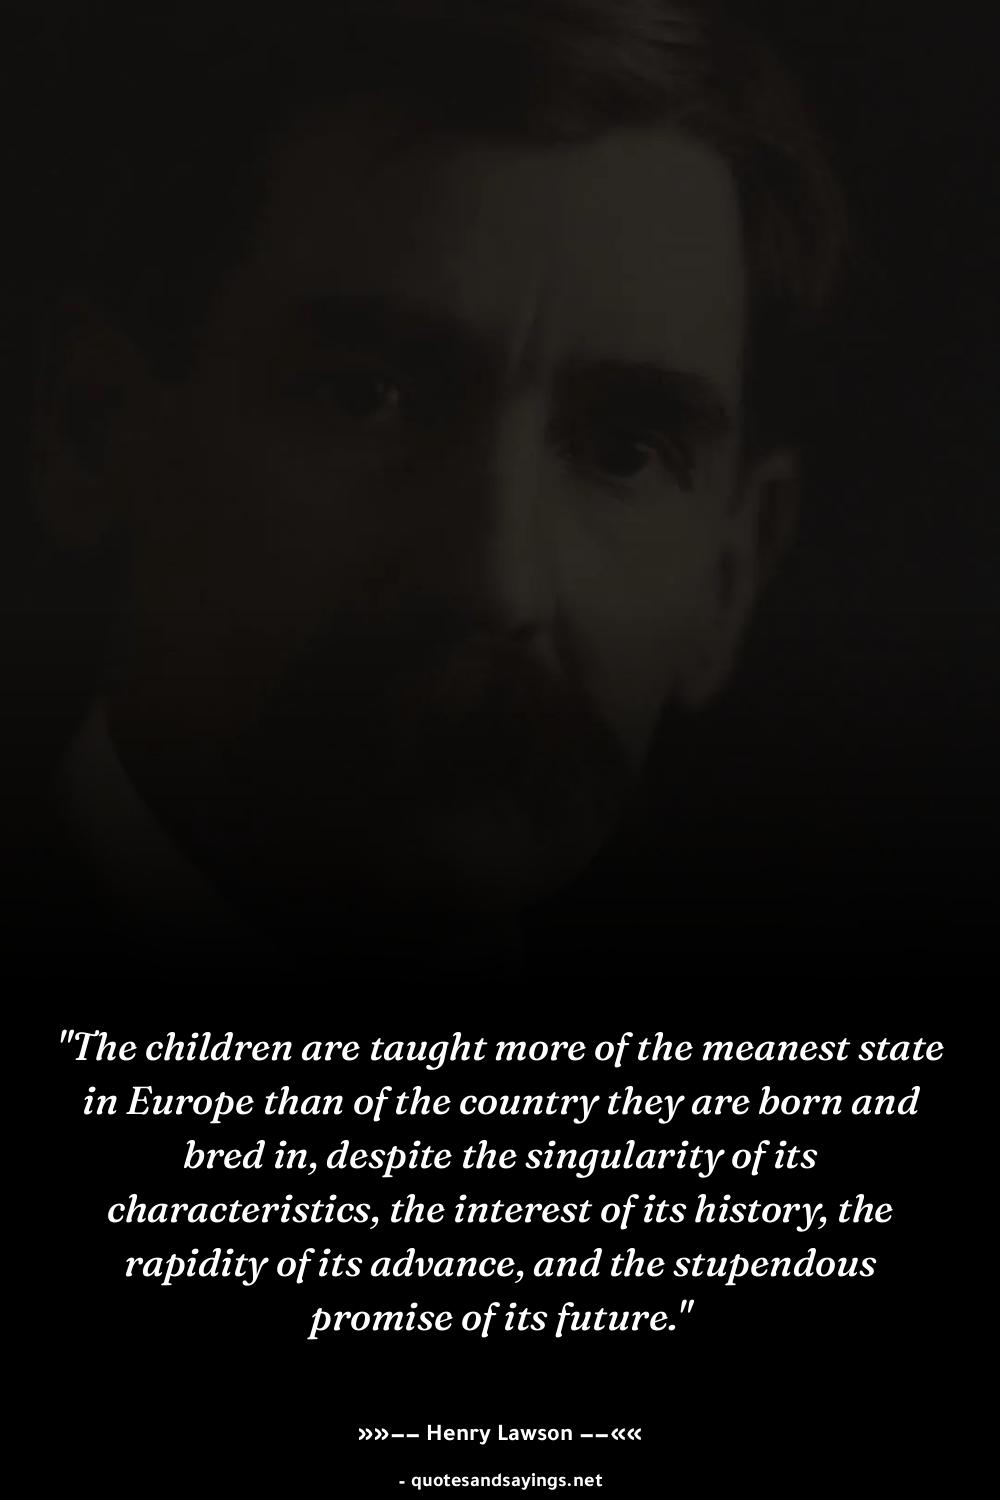 "The children are taught more of the meanest state
in Europe than of the country they are born and
bred in, despite the singularity of its
characteristics, the interest of its history, the
rapidity of its advance, and the stupendous
promise of its future."
»»–– Henry Lawson ––««
- quotesandsayings.net